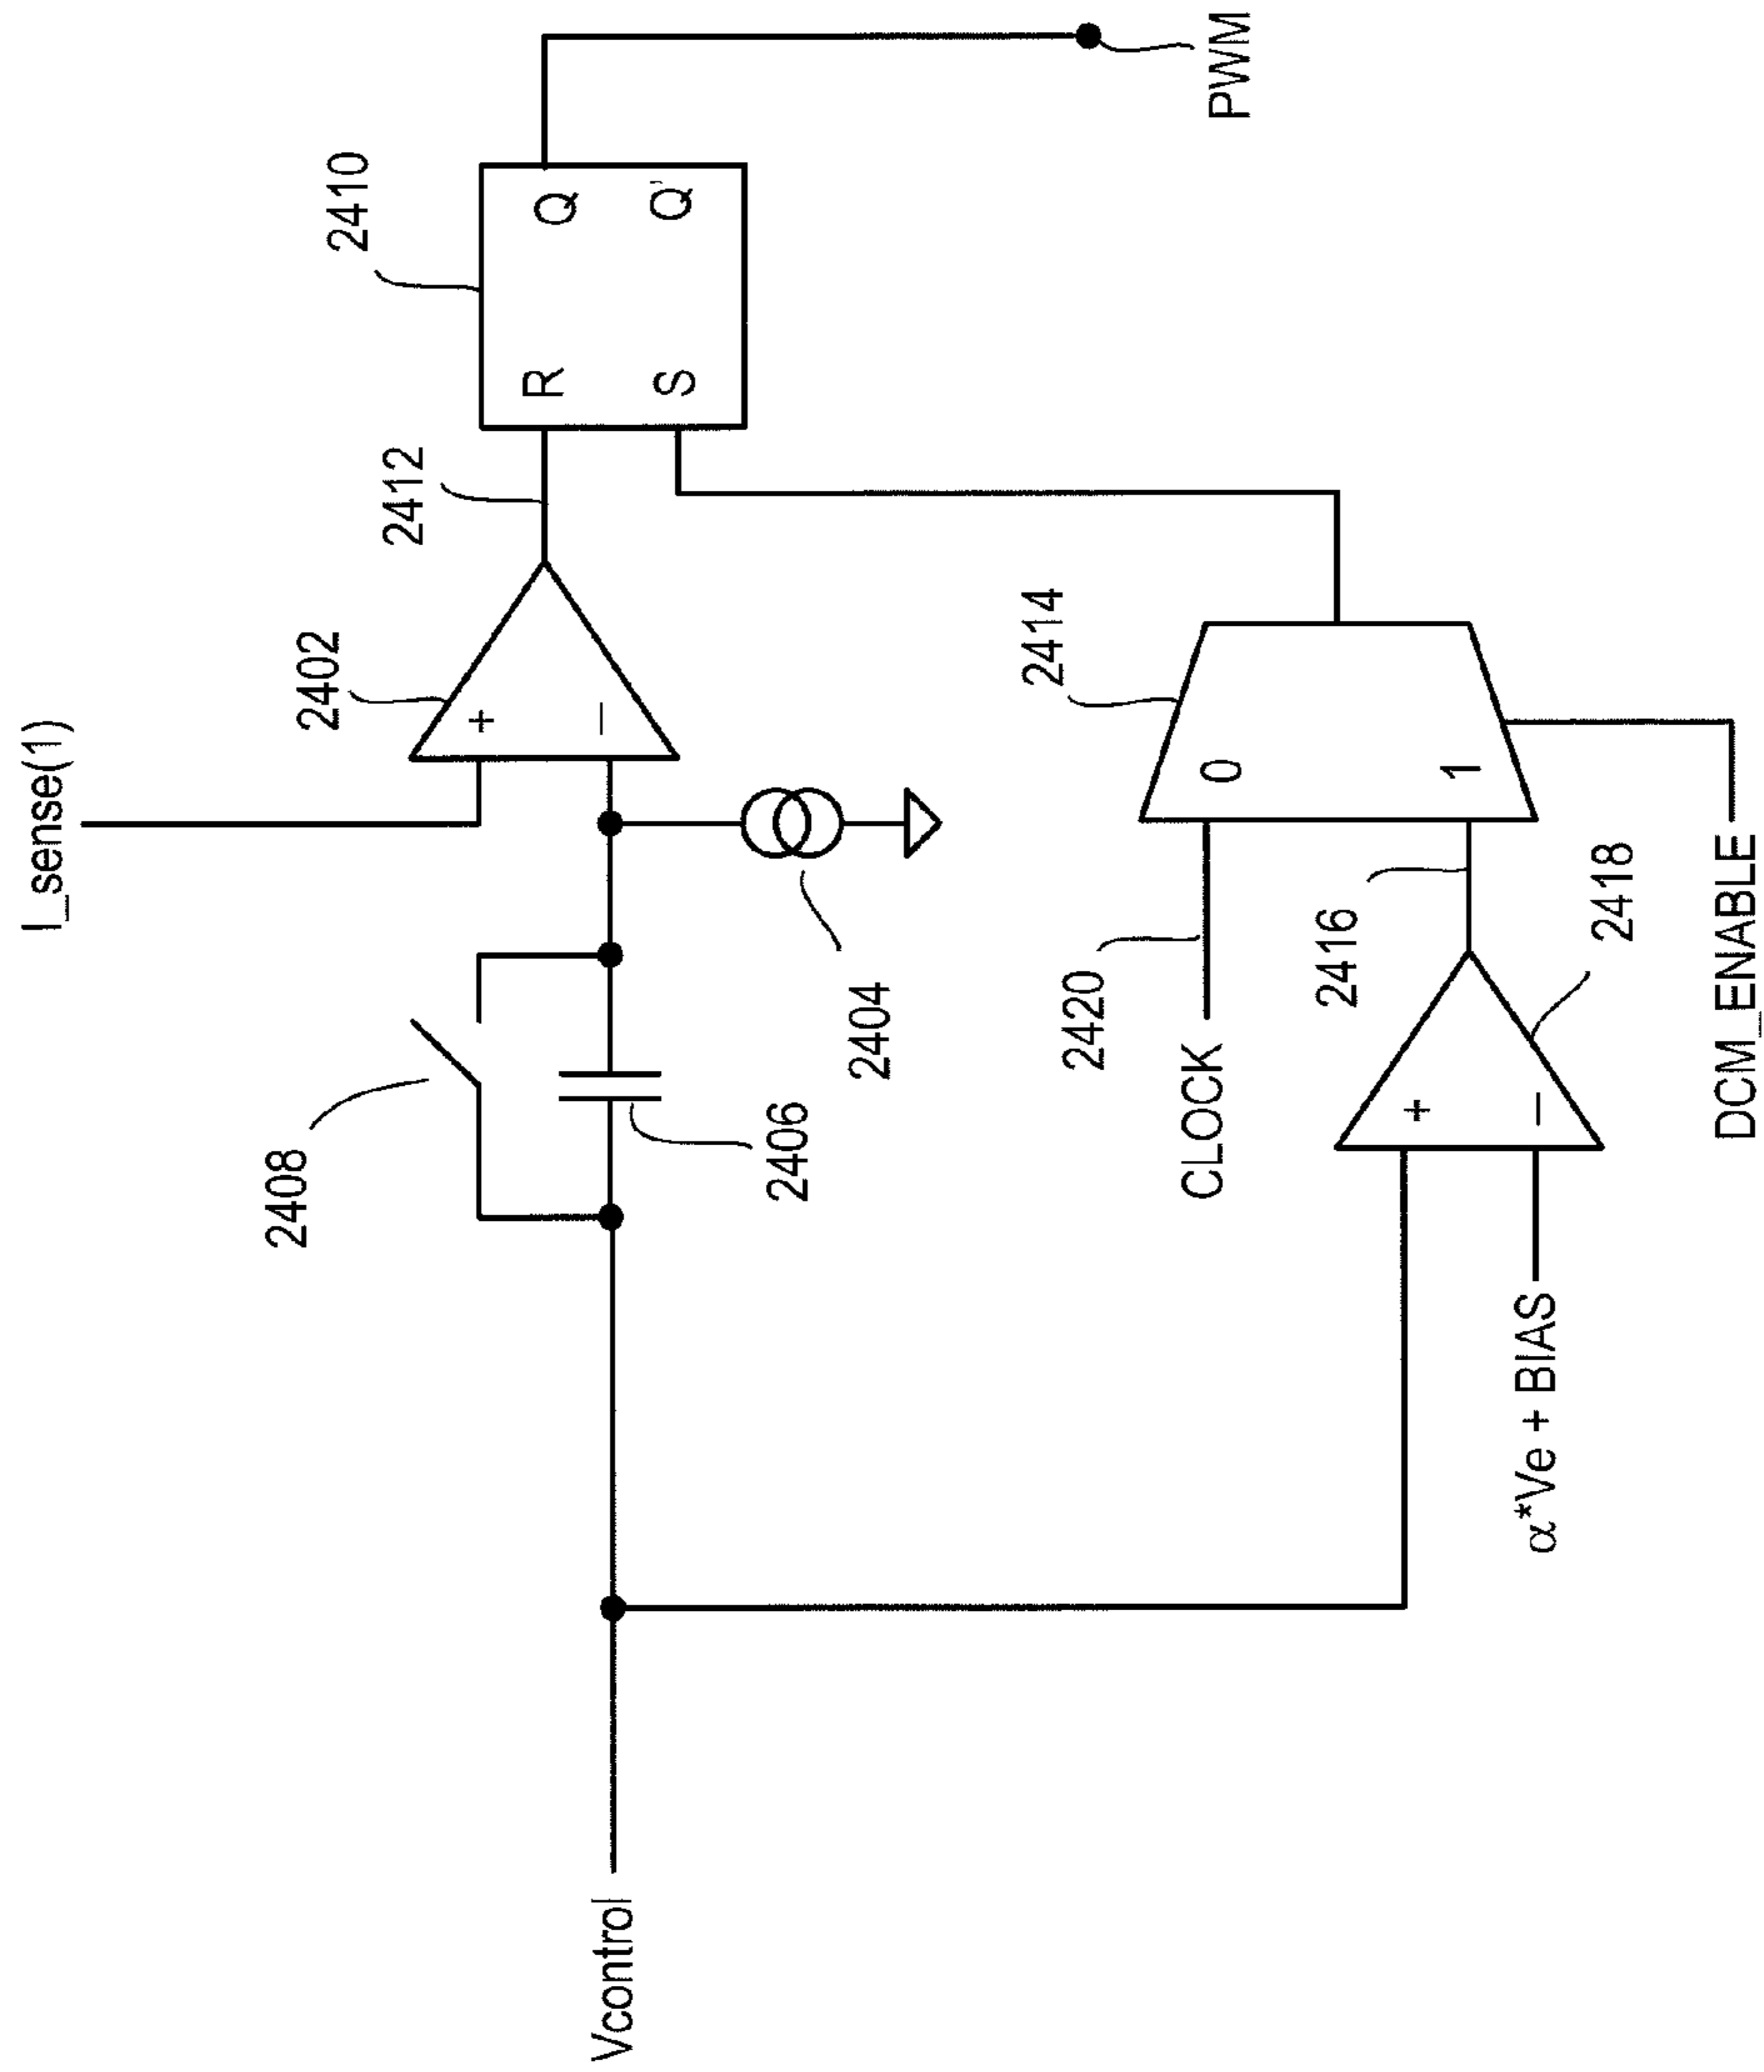 I_sense(1)
2408
2402
2412
2410
+
−
R
Q
S
Q'
Vcontrol
2406
2404
PWM
2420
2414
CLOCK
0
1
2416
+
−
α*Ve + BIAS
2418
DCM_ENABLE